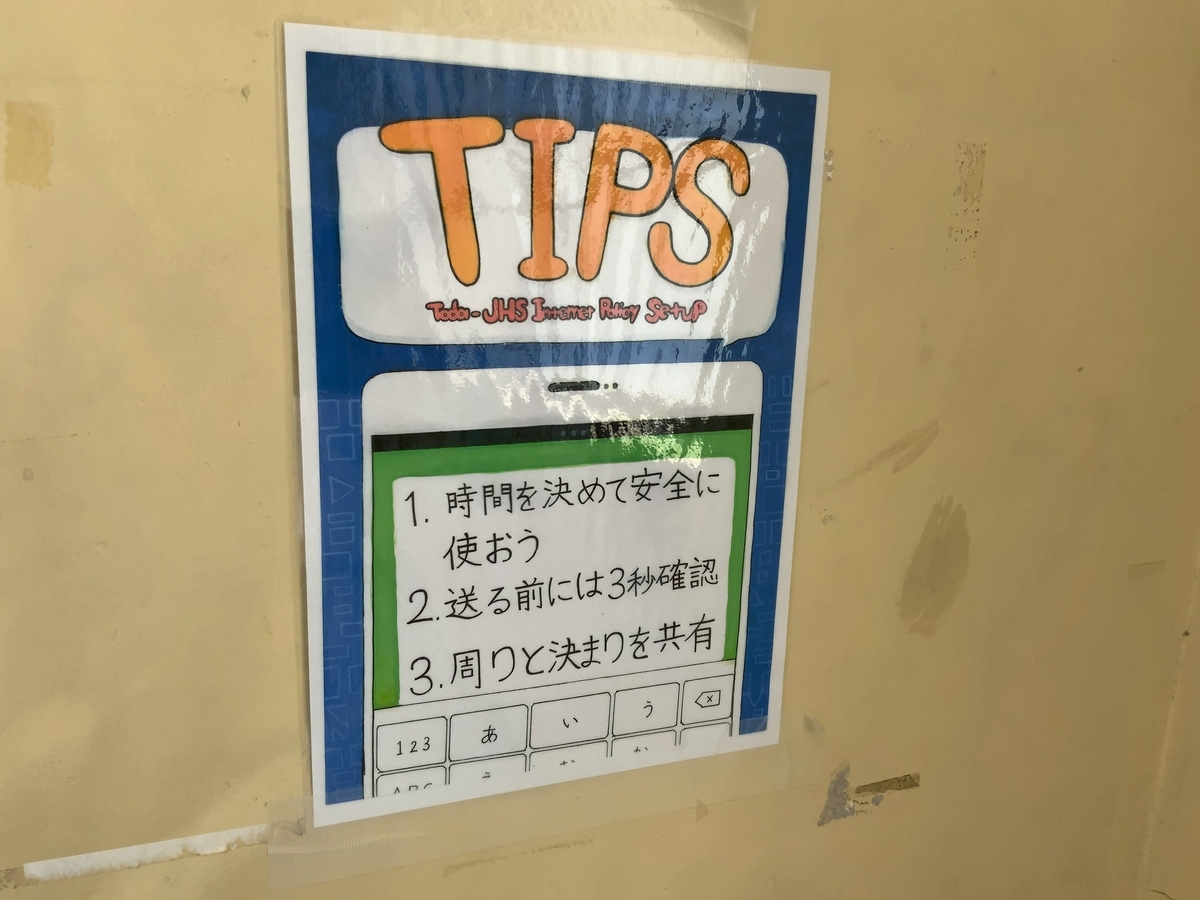 TIPS
Todai-JHS Internet Policy Setup
1. 時間を決めて安全に
使おう
2. 送る前には3秒確認
3. 周りと決まりを共有
123 あ い う
ABC